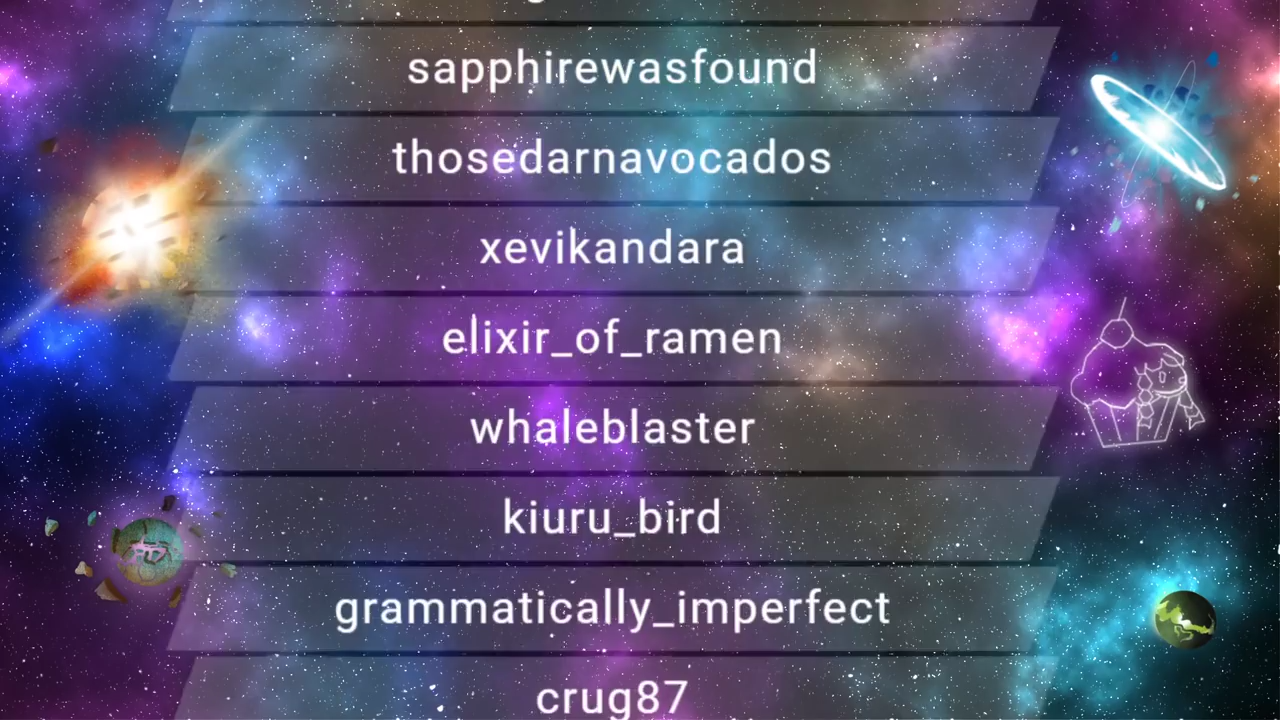 sapphirewasfound
thosedarnavocados
xevikandara
elixir_of_ramen
whaleblaster
kiuru_bird
grammatically_imperfect
crug87